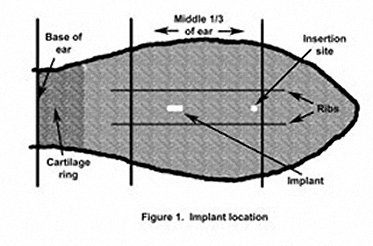 Middle 1/3
of ear
Base of
ear
Insertion
site
Ribs
Cartilage
ring
Implant
Figure 1. Implant location